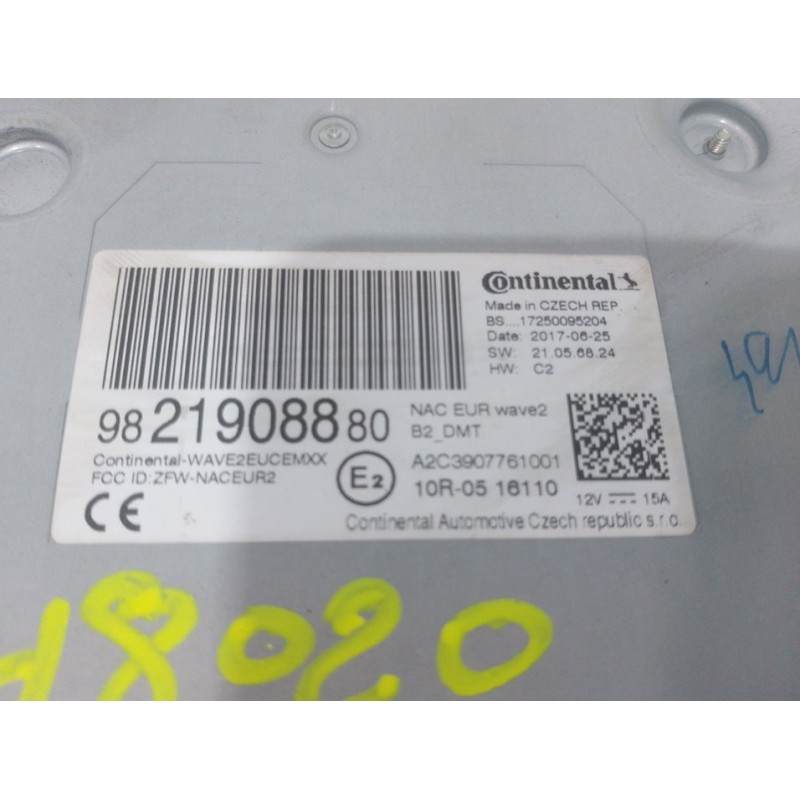 Continental
Made in CZECH REP.
BS....17250095204
Date: 2017-06-25
SW: 21.05.68.24
HW: C2
98 219088 80
NAC EUR wave2
B2_DMT
Continental-WAVE2EUCEMXX
FCC ID:ZFW-NACEUR2
E2
A2C3907761001
10R-05 16110
12V 15A
CE
Continental Automotive Czech republic s.r.o.
18020